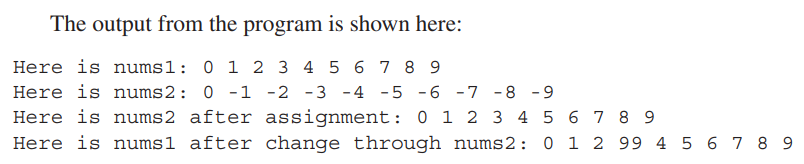 The output from the program is shown here:
Here is nums1: 0 1 2 3 4 5 6 7 8 9
Here is nums2: 0 -1 -2 -3 -4 -5 -6 -7 -8 -9
Here is nums2 after assignment: 0 1 2 3 4 5 6 7 8 9
Here is nums1 after change through nums2: 0 1 2 99 4 5 6 7 8 9